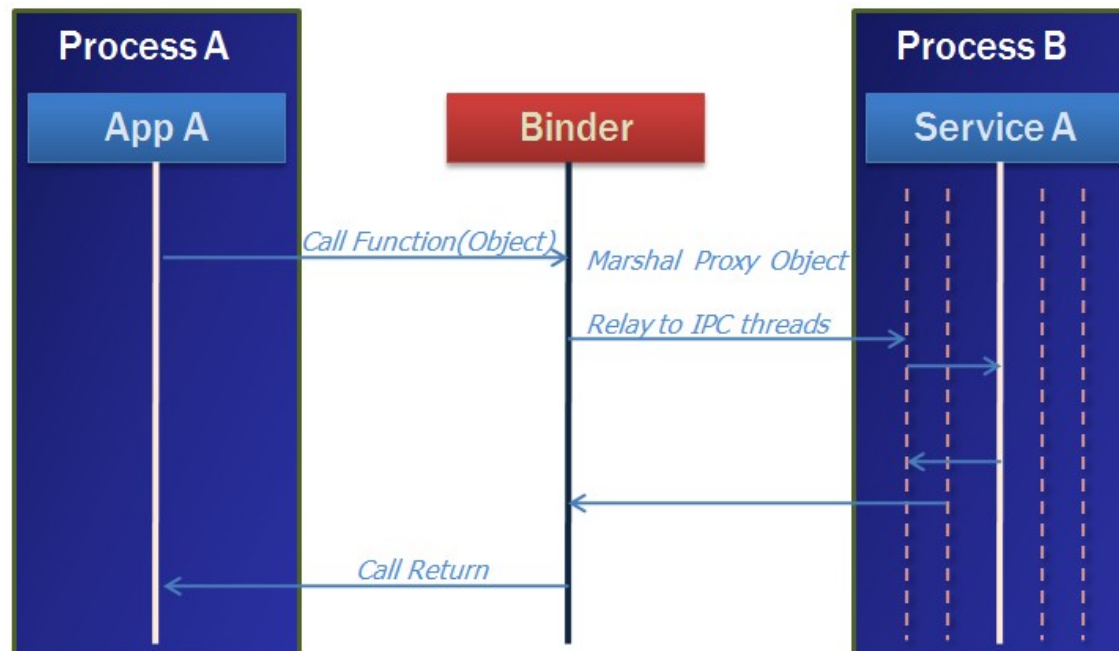 Process A
Process B
App A
Binder
Service A
Call Function(Object)
Marshal Proxy Object
Relay to IPC threads
Call Return